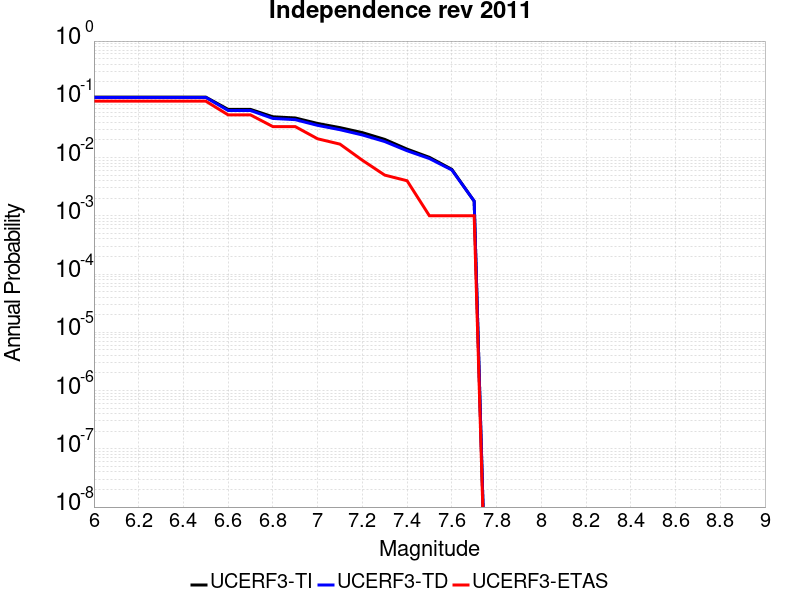 Independence rev 2011
10^0
10^-1
10^-2
10^-3
10^-4
10^-5
10^-6
10^-7
10^-8
Annual Probability
6 6.2 6.4 6.6 6.8 7 7.2 7.4 7.6 7.8 8 8.2 8.4 8.6 8.8 9
Magnitude
UCERF3-TI UCERF3-TD UCERF3-ETAS